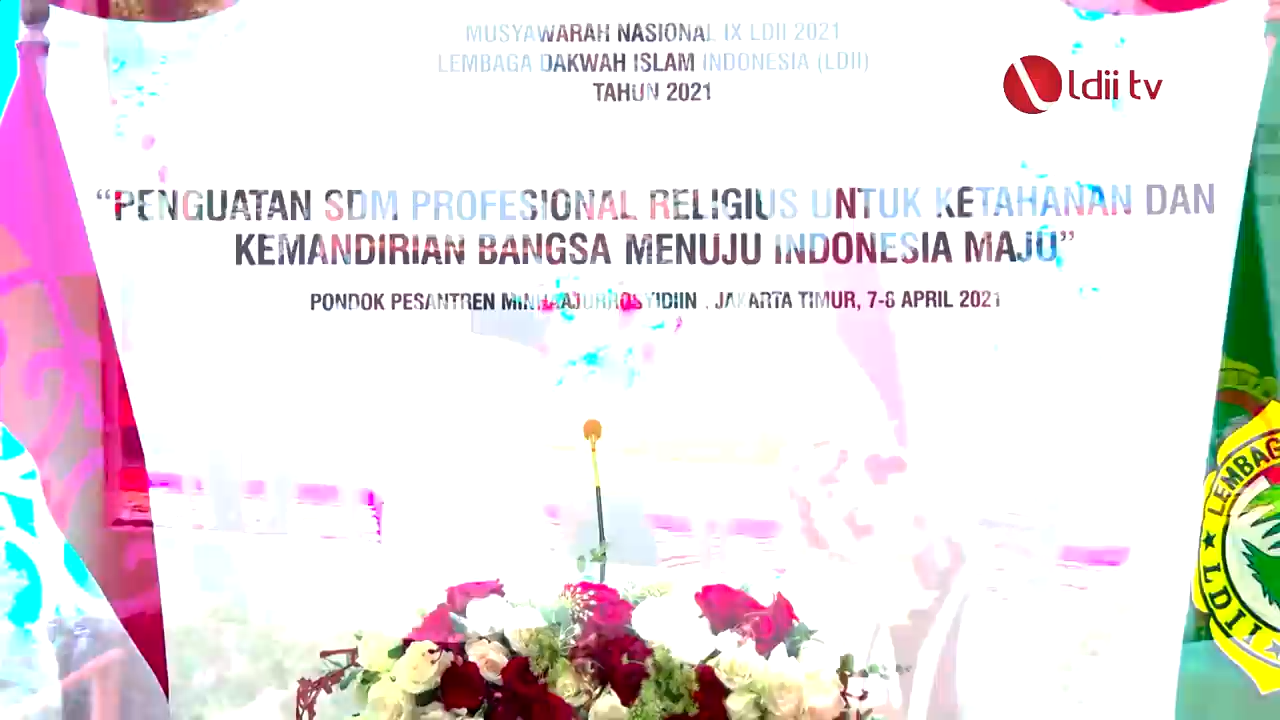 MUSYAWARAH NASIONAL IX LDII 2021
LEMBAGA DAKWAH ISLAM INDONESIA (LDII)
TAHUN 2021
ldii tv
“PENGUATAN SDM PROFESIONAL RELIGIUS UNTUK KETAHANAN DAN
KEMANDIRIAN BANGSA MENUJU INDONESIA MAJU”
PONDOK PESANTREN MINHAAJURROSYIDIIN , JAKARTA TIMUR, 7-8 APRIL 2021
LEMBAGA
LDII